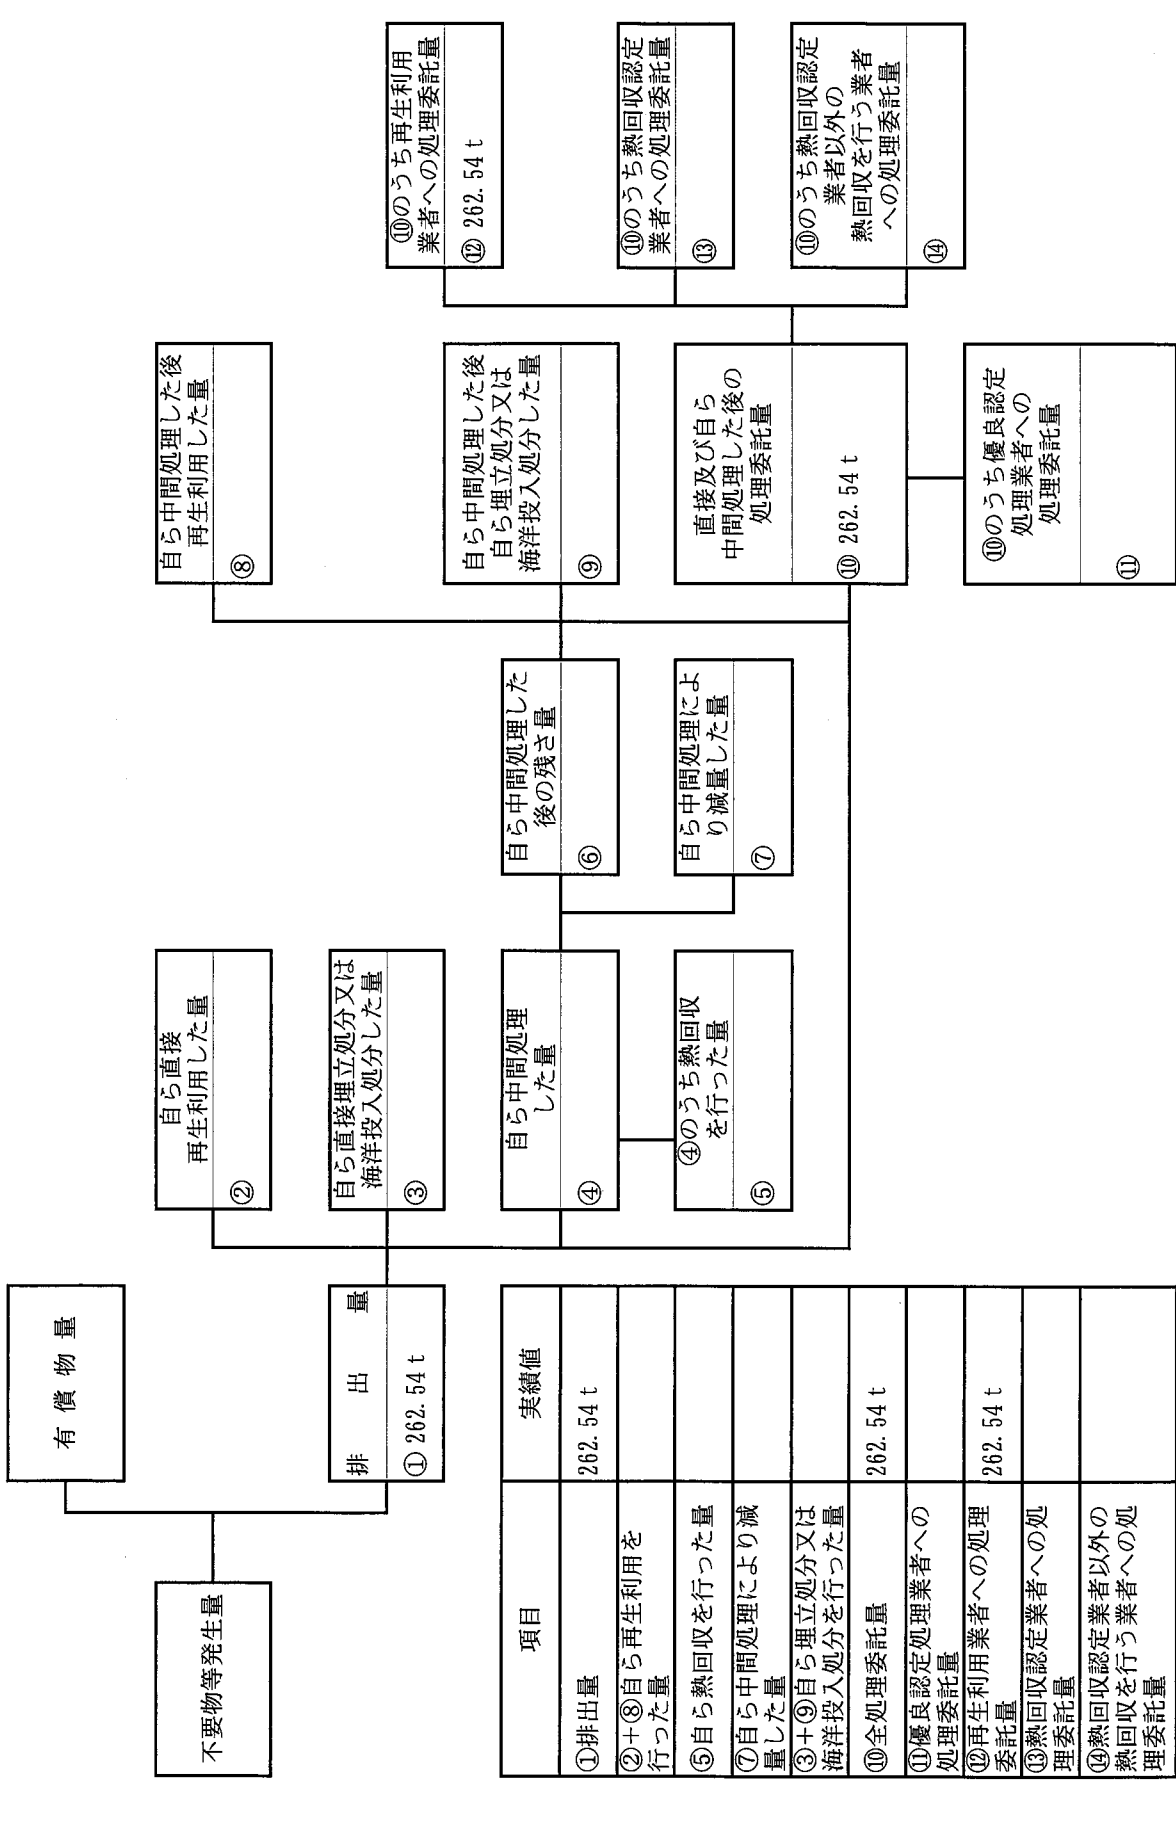 有償物量
不要物等発生量
排出量
① 262.54 t
自ら直接
再生利用した量
②
自ら直接埋立処分又は
海洋投入処分した量
③
自ら中間処理
した量
④
④のうち熱回収
を行った量
⑤
自ら中間処理した
後の残さ量
⑥
自ら中間処理によ
り減量した量
⑦
自ら中間処理した後
再生利用した量
⑧
自ら中間処理した後
自ら埋立処分又は
海洋投入処分した量
⑨
直接及び自ら
中間処理した後の
処理委託量
⑩ 262.54 t
⑩のうち優良認定
処理業者への
処理委託量
⑪
⑩のうち再生利用
業者への処理委託量
⑫ 262.54 t
⑩のうち熱回収認定
業者への処理委託量
⑬
⑩のうち熱回収認定
業者以外の
熱回収を行う業者
への処理委託量
⑭
項目 実績値
①排出量 262.54 t
②+⑧自ら再生利用を
行った量
⑤自ら熱回収を行った量
⑦自ら中間処理により減
量した量
③+⑨自ら埋立処分又は
海洋投入処分を行った量
⑩全処理委託量 262.54 t
⑪優良認定処理業者への
処理委託量
⑫再生利用業者への処理
委託量 262.54 t
⑬熱回収認定業者への処
理委託量
⑭熱回収認定業者以外の
熱回収を行う業者への処
理委託量